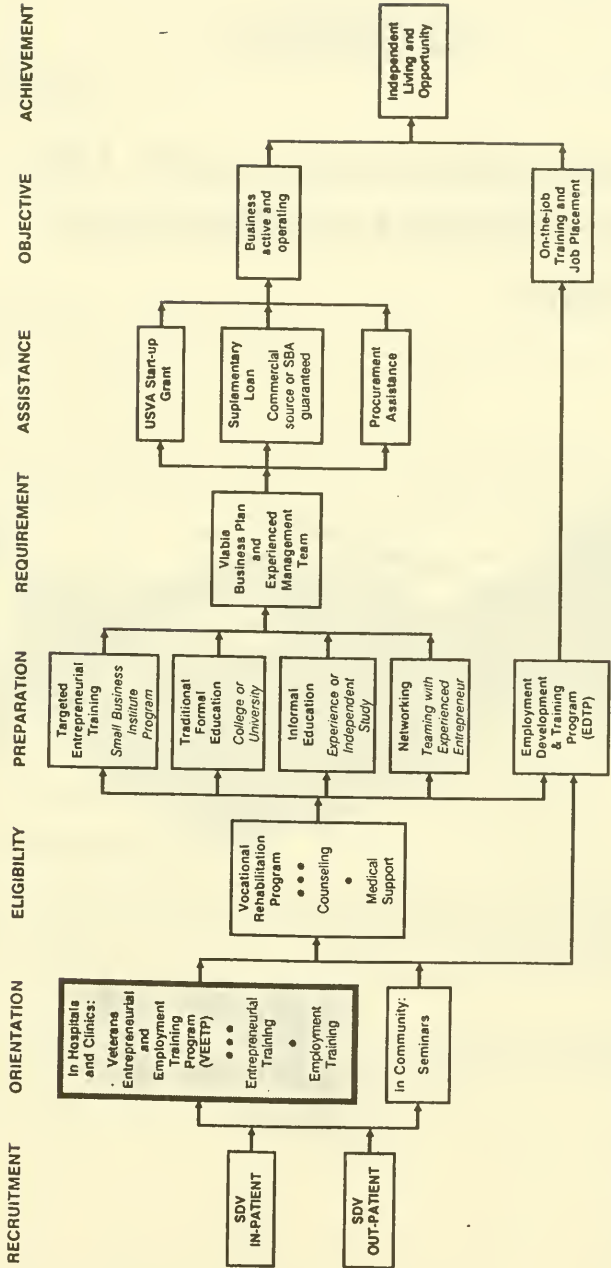 RECRUITMENT
ORIENTATION
ELIGIBILITY
PREPARATION
REQUIREMENT
ASSISTANCE
OBJECTIVE
ACHIEVEMENT
SDV
IN-PATIENT
SDV
OUT-PATIENT
In Hospitals
and Clinics:
Veterans
Entrepreneurial
and
Employment
Training
Program
(VEETP)
Entrepreneurial
Training
Employment
Training
in Community:
Seminars
Vocational
Rehabilitation
Program
Counseling
Medical
Support
Targeted
Entrepreneurial
Training
Small Business
Institute
Program
Traditional
Formal
Education
College or
University
Informal
Education
Experience or
Independent
Study
Networking
Teaming with
Experienced
Entrepreneur
Employment
Development
& Training
Program
(EDTP)
Viable
Business Plan
and
Experienced
Management
Team
USVA Start-up
Grant
Suplementary
Loan
Commercial
source or SBA
guaranteed
Procurement
Assistance
Business
active and
operating
On-the-job
Training and
Job Placement
Independent
Living and
Opportunity